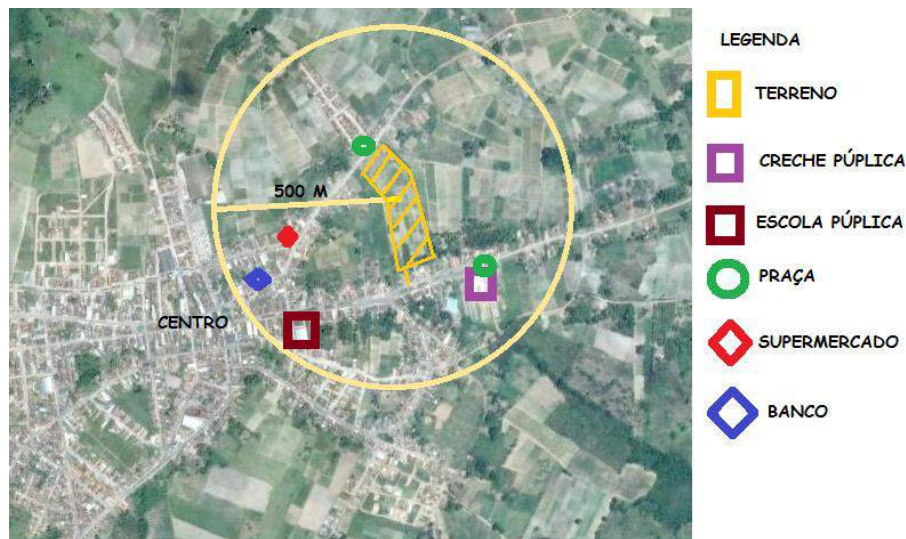 500 M
CENTRO
LEGENDA
TERRENO
CRECHE PÚPLICA
ESCOLA PÚPLICA
PRAÇA
SUPERMERCADO
BANCO